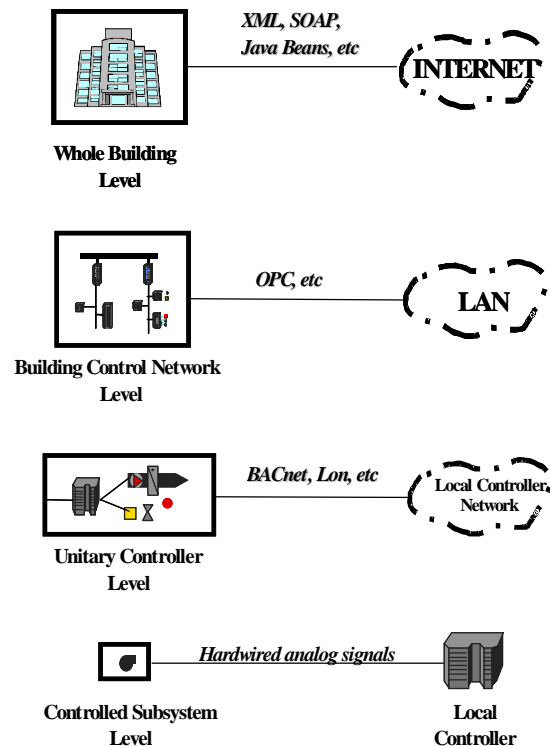 XML, SOAP,
Java Beans, etc
INTERNET
Whole Building
Level
OPC, etc
LAN
Building Control Network
Level
BACnet, Lon, etc
Local Controller
Network
Unitary Controller
Level
Hardwired analog signals
Controlled Subsystem
Level
Local
Controller